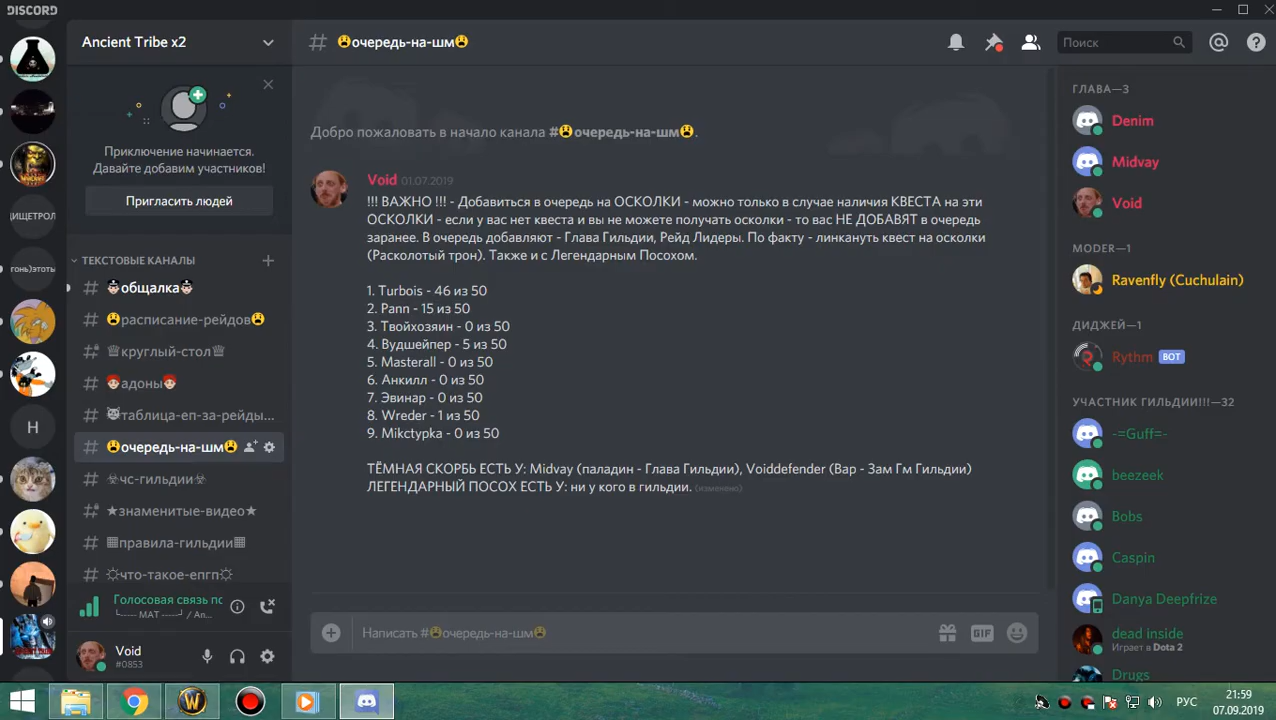 DISCORD
Ancient Tribe x2
Приключение начинается.
Давайте добавим участников!
Пригласить людей
ТЕКСТОВЫЕ КАНАЛЫ
# 👮общалка👮
# 😩расписание-рейдов😩
# ♕круглый-стол♕
# адоны
# 😈таблица-еп-за-рейды...
# 😩очередь-на-шм😩
# ☠чс-гильдии☠
# ★знаменитые-видео★
# ▦правила-гильдии▦
# ☼что-такое-епгп☼
Голосовая связь по
└----- МАТ -----┘ / An...
Void
#0853
ДИЩЕТРОЛ
гонь)этоть
Н
# 😩очередь-на-шм😩
Поиск
Добро пожаловать в начало канала #😩очередь-на-шм😩.
Void 01.07.2019
!!! ВАЖНО !!! - Добавиться в очередь на ОСКОЛКИ - можно только в случае наличия КВЕСТА на эти
ОСКОЛКИ - если у вас нет квеста и вы не можете получать осколки - то вас НЕ ДОБАВЯТ в очередь
заранее. В очередь добавляют - Глава Гильдии, Рейд Лидеры. По факту - линкануть квест на осколки
(Расколотый трон). Также и с Легендарным Посохом.
1. Turbois - 46 из 50
2. Pann - 15 из 50
3. Твойхозяин - 0 из 50
4. Вудшейпер - 5 из 50
5. Masterall - 0 из 50
6. Анкилл - 0 из 50
7. Эвинар - 0 из 50
8. Wreder - 1 из 50
9. Mikctypka - 0 из 50
ТЁМНАЯ СКОРБЬ ЕСТЬ У: Midvay (паладин - Глава Гильдии), Voiddefender (Вар - Зам Гм Гильдии)
ЛЕГЕНДАРНЫЙ ПОСОХ ЕСТЬ У: ни у кого в гильдии. (изменено)
Написать #😩очередь-на-шм😩
GIF
ГЛАВА—3
Denim
Midvay
Void
MODER—1
Ravenfly (Cuchulain)
ДИДЖЕЙ—1
Rythm BOT
УЧАСТНИК ГИЛЬДИИ!!!—32
-=Guff=-
beezeek
Bobs
Caspin
Danya Deepfrize
dead inside
Играет в Dota 2
Drugs
РУС
21:59
07.09.2019